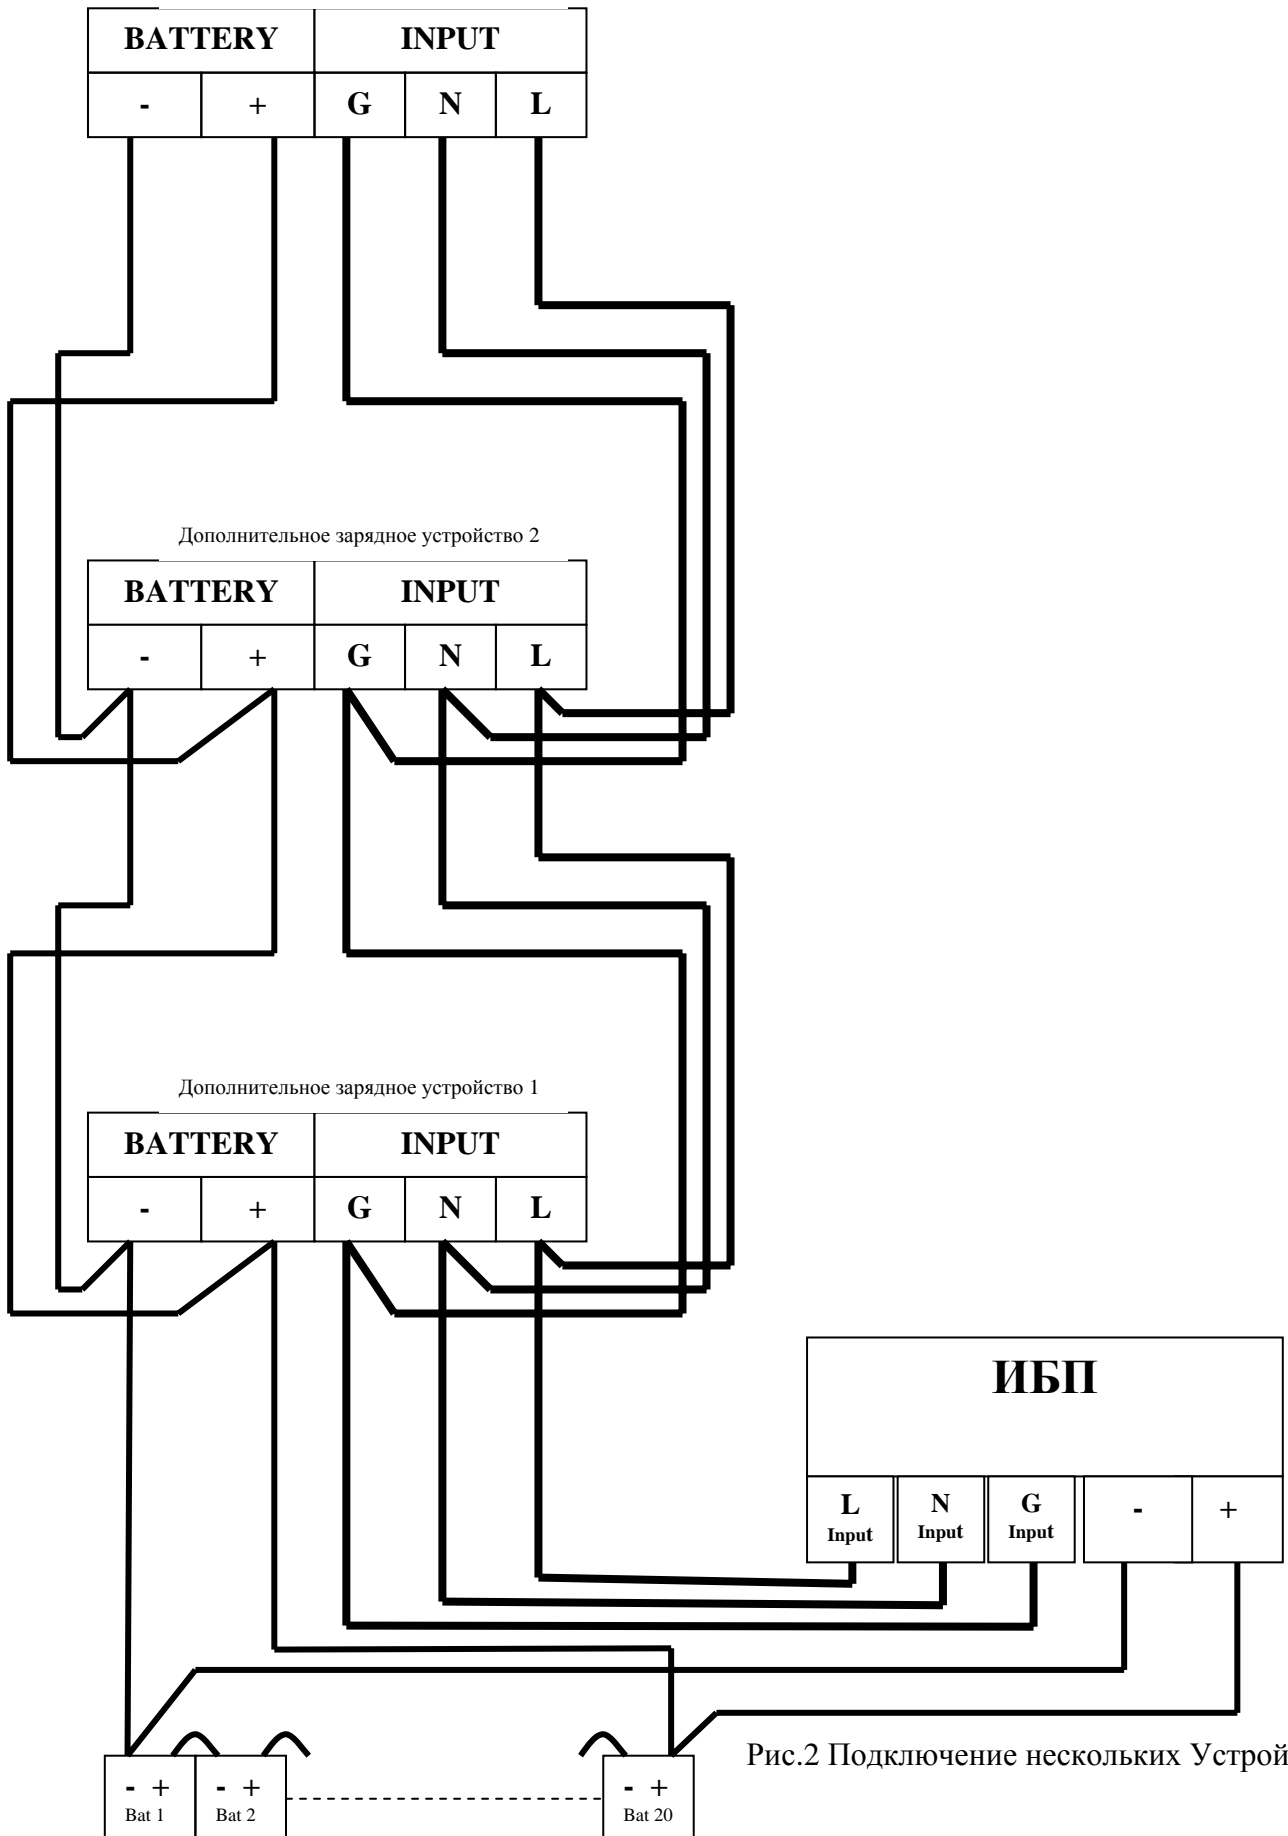 BATTERY INPUT
- + G N L
Дополнительное зарядное устройство 2
BATTERY INPUT
- + G N L
Дополнительное зарядное устройство 1
BATTERY INPUT
- + G N L
ИБП
L N G - +
Input Input Input
Рис.2 Подключение нескольких Устрой
- + - + - +
Bat 1 Bat 2 Bat 20